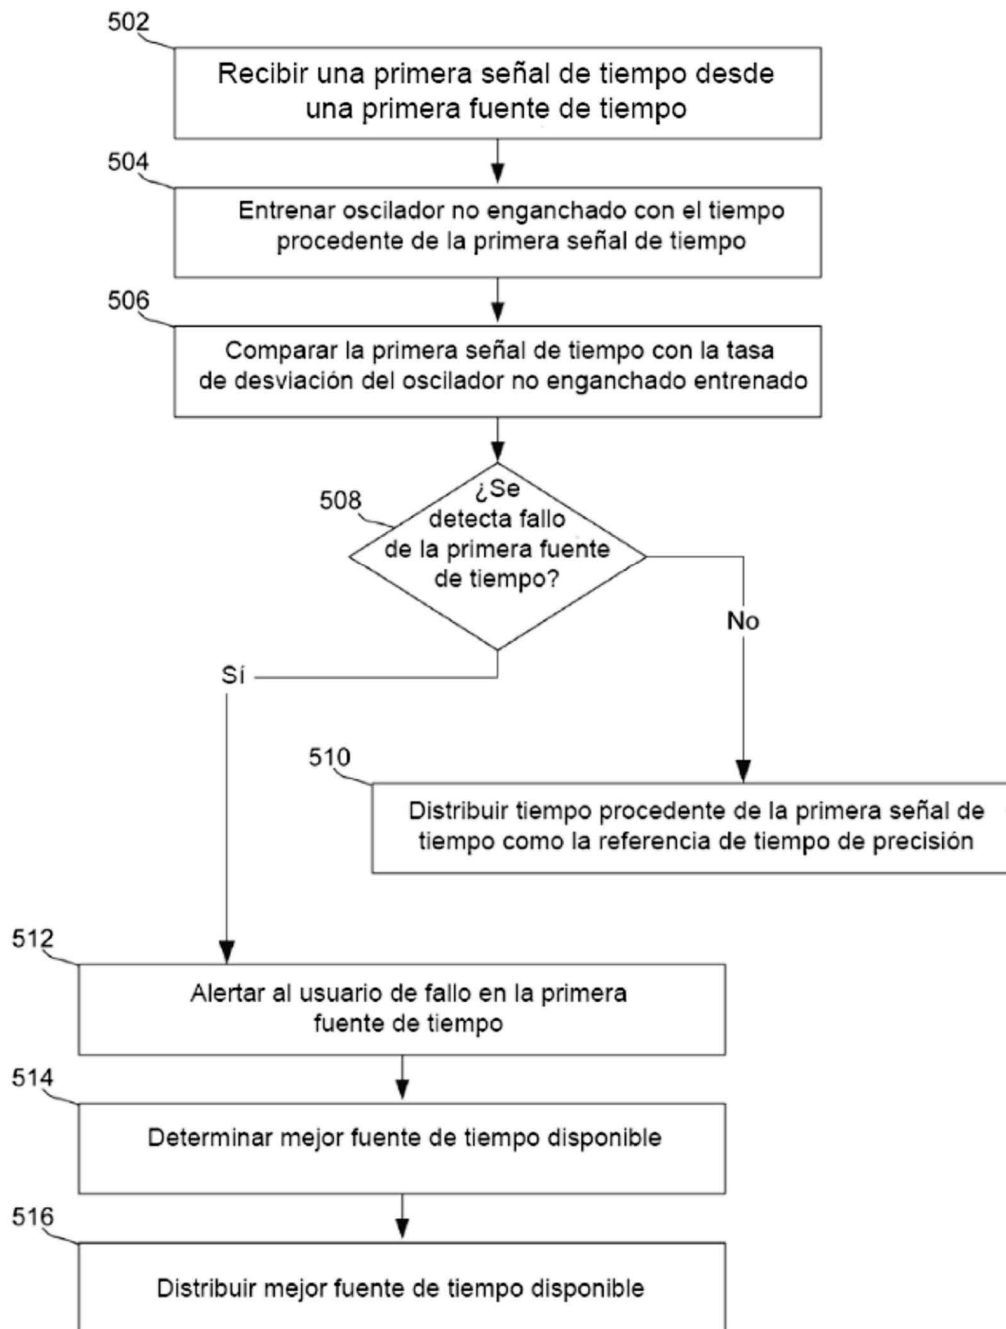 502
Recibir una primera señal de tiempo desde
una primera fuente de tiempo
504
Entrenar oscilador no enganchado con el tiempo
procedente de la primera señal de tiempo
506
Comparar la primera señal de tiempo con la tasa
de desviación del oscilador no enganchado entrenado
508
¿Se
detecta fallo
de la primera fuente
de tiempo?
No
Sí
510
Distribuir tiempo procedente de la primera señal de
tiempo como la referencia de tiempo de precisión
512
Alertar al usuario de fallo en la primera
fuente de tiempo
514
Determinar mejor fuente de tiempo disponible
516
Distribuir mejor fuente de tiempo disponible